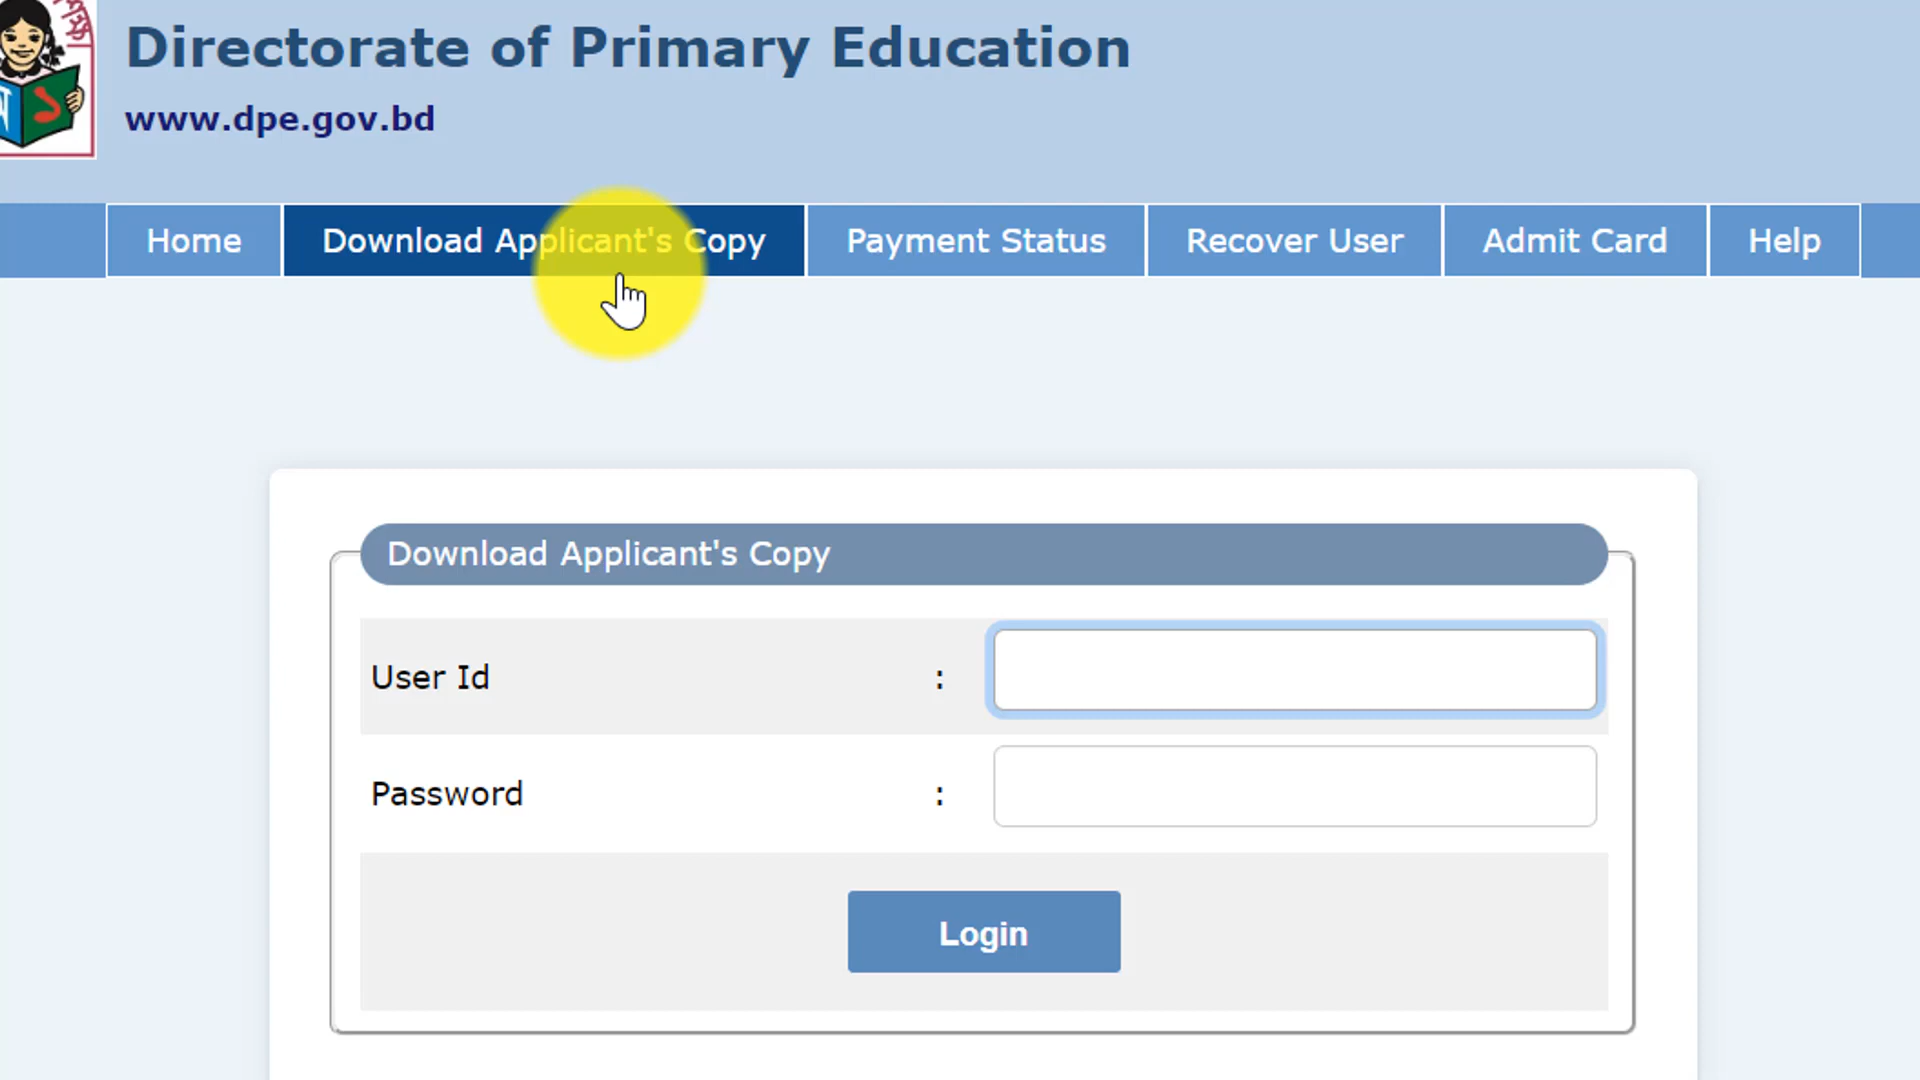 Directorate of Primary Education
www.dpe.gov.bd
Home Download Applicant's Copy Payment Status Recover User Admit Card Help
Download Applicant's Copy
User Id :
Password :
Login